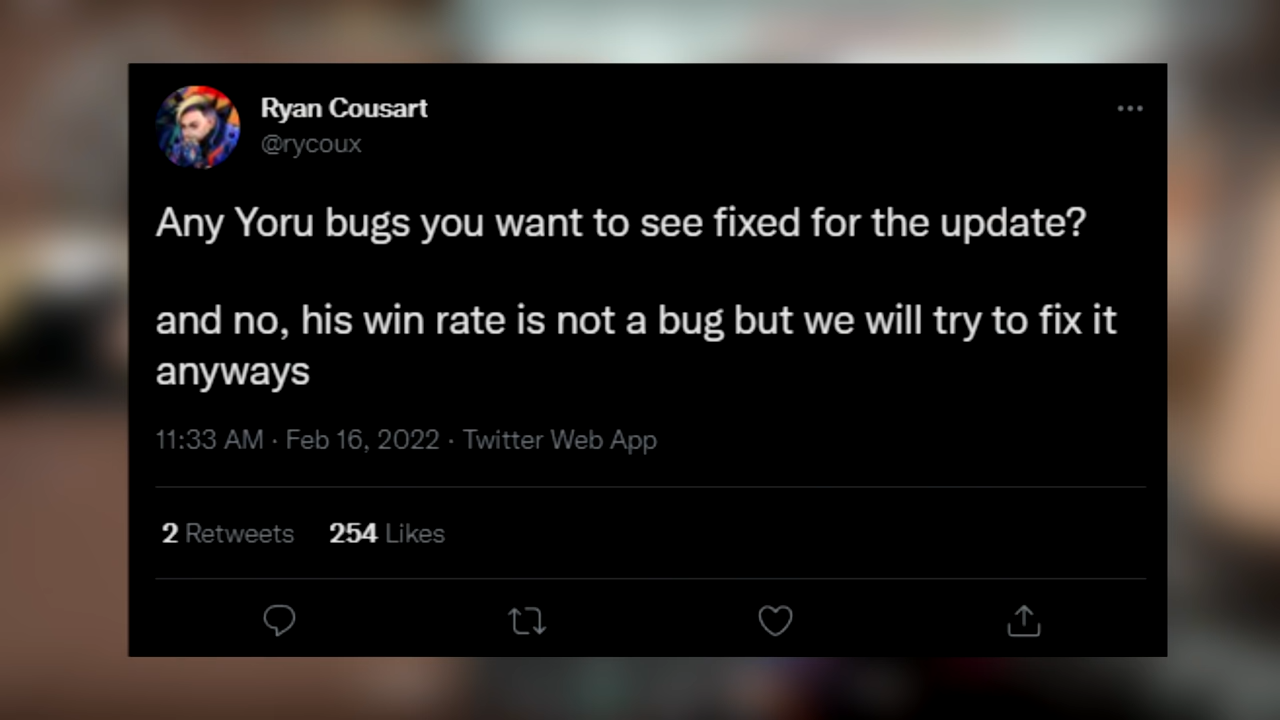 Ryan Cousart
@rycoux
Any Yoru bugs you want to see fixed for the update?
and no, his win rate is not a bug but we will try to fix it
anyways
11:33 AM · Feb 16, 2022 · Twitter Web App
2 Retweets 254 Likes